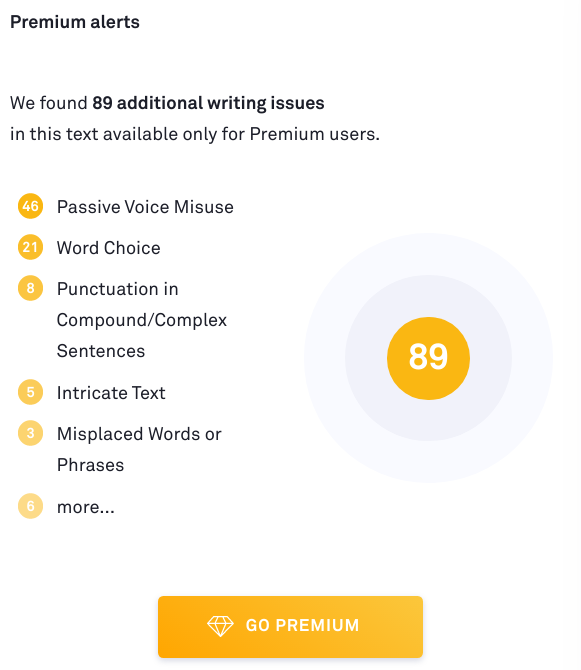 Premium alerts
We found 89 additional writing issues
in this text available only for Premium users.
46 Passive Voice Misuse
21 Word Choice
8 Punctuation in
Compound/Complex
Sentences
5 Intricate Text
3 Misplaced Words or
Phrases
6 more...
89
GO PREMIUM